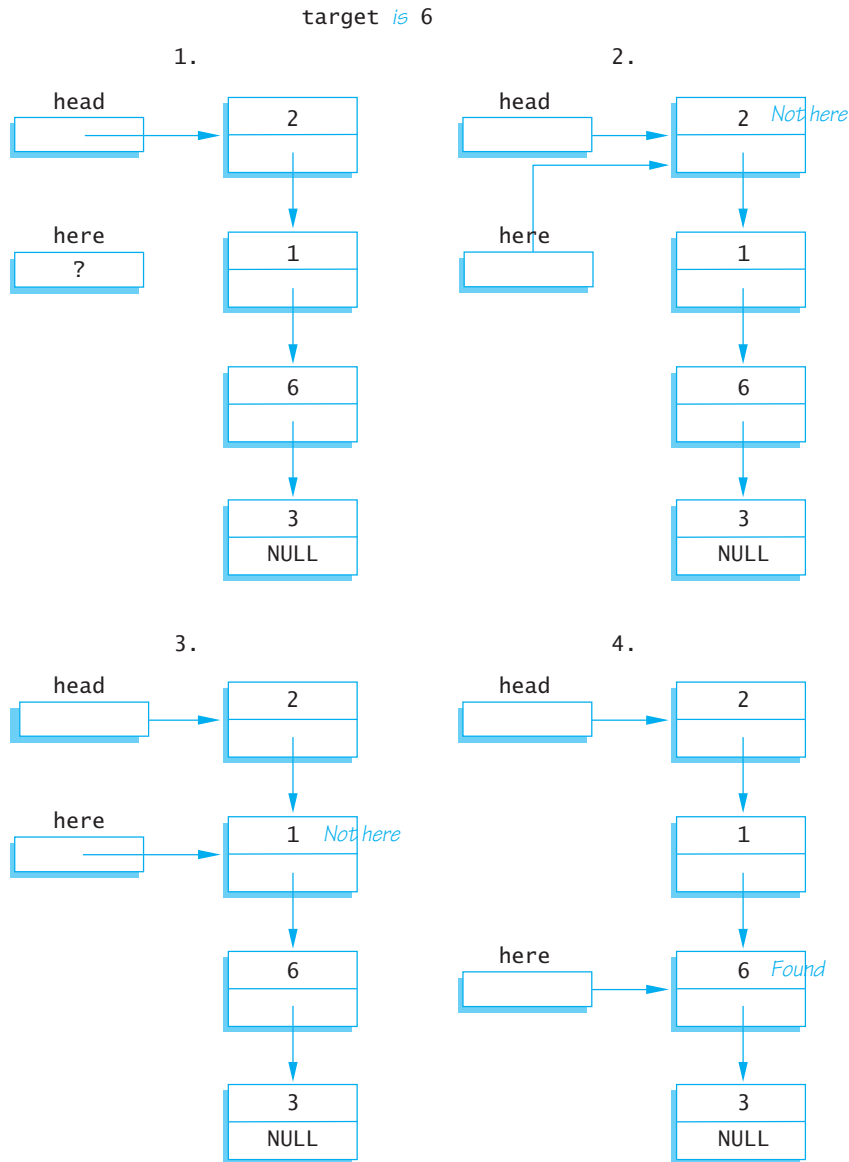 target is 6
1.
head
2
here
?
1
6
3
NULL
2.
head
2 Not here
here
1
6
3
NULL
3.
head
2
here
1 Not here
6
3
NULL
4.
head
2
1
here
6 Found
3
NULL